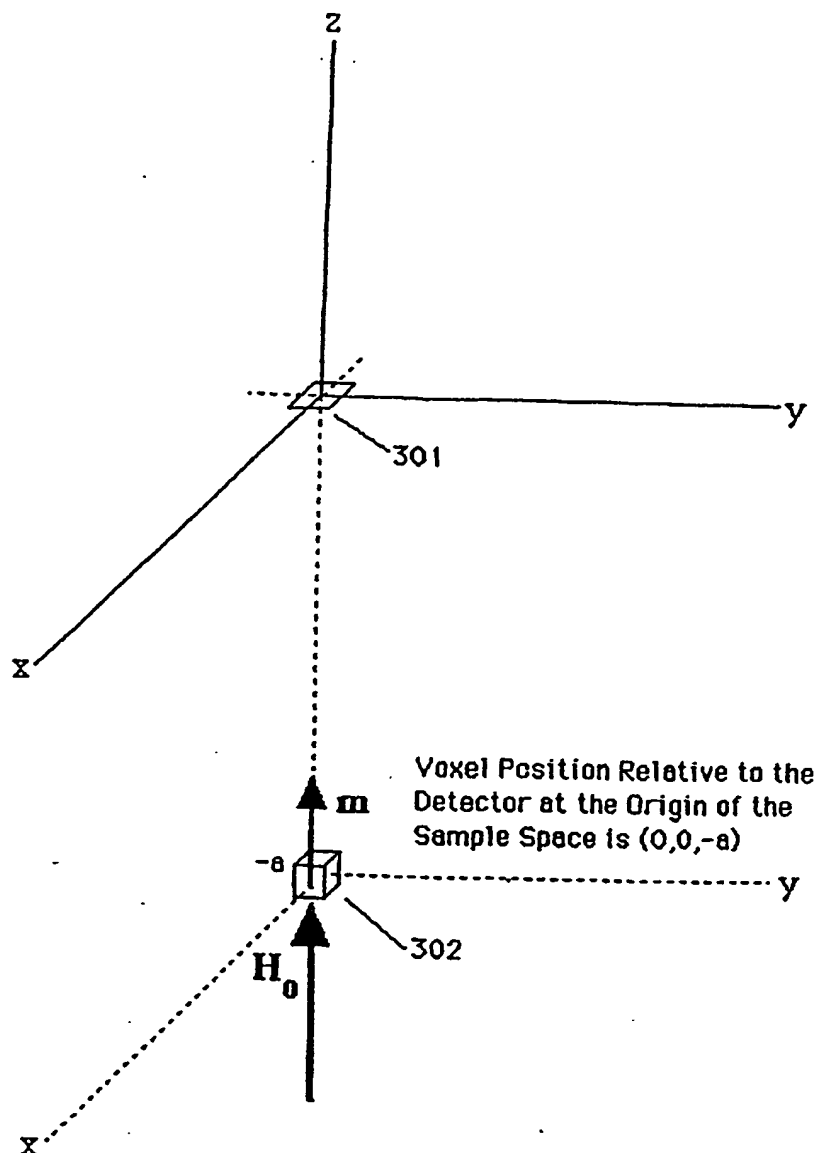 z
y
301
x
Voxel Position Relative to the
Detector at the Origin of the
Sample Space is (0,0,-a)
m
-a
y
302
H0
x